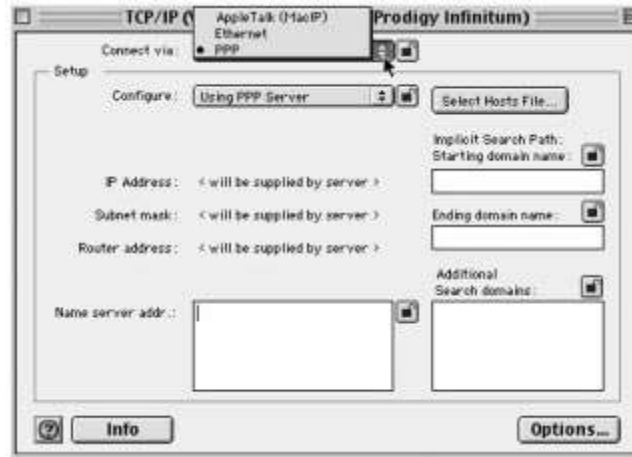 TCP/IP ( Prodigy Infinitum)
AppleTalk (MacIP)
Ethernet
Connect via: PPP
Setup
Configure: Using PPP Server
Select Hosts File...
Implicit Search Path:
Starting domain name:
IP Address: < will be supplied by server >
Subnet mask: < will be supplied by server >
Ending domain name:
Router address: < will be supplied by server >
Additional
Search domains:
Name server addr.:
?
Info
Options...